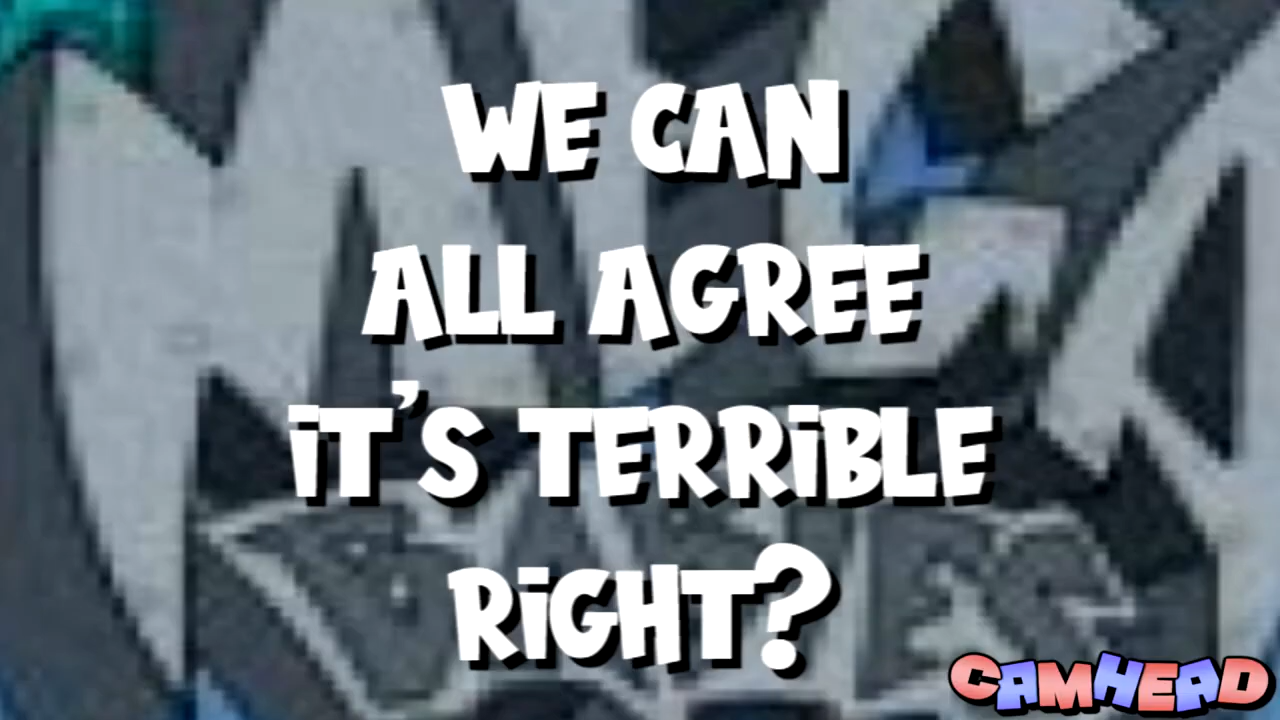 WE CAN
ALL AGREE
iT'S TERRiBLE
RiGHT?
CAMHEAD